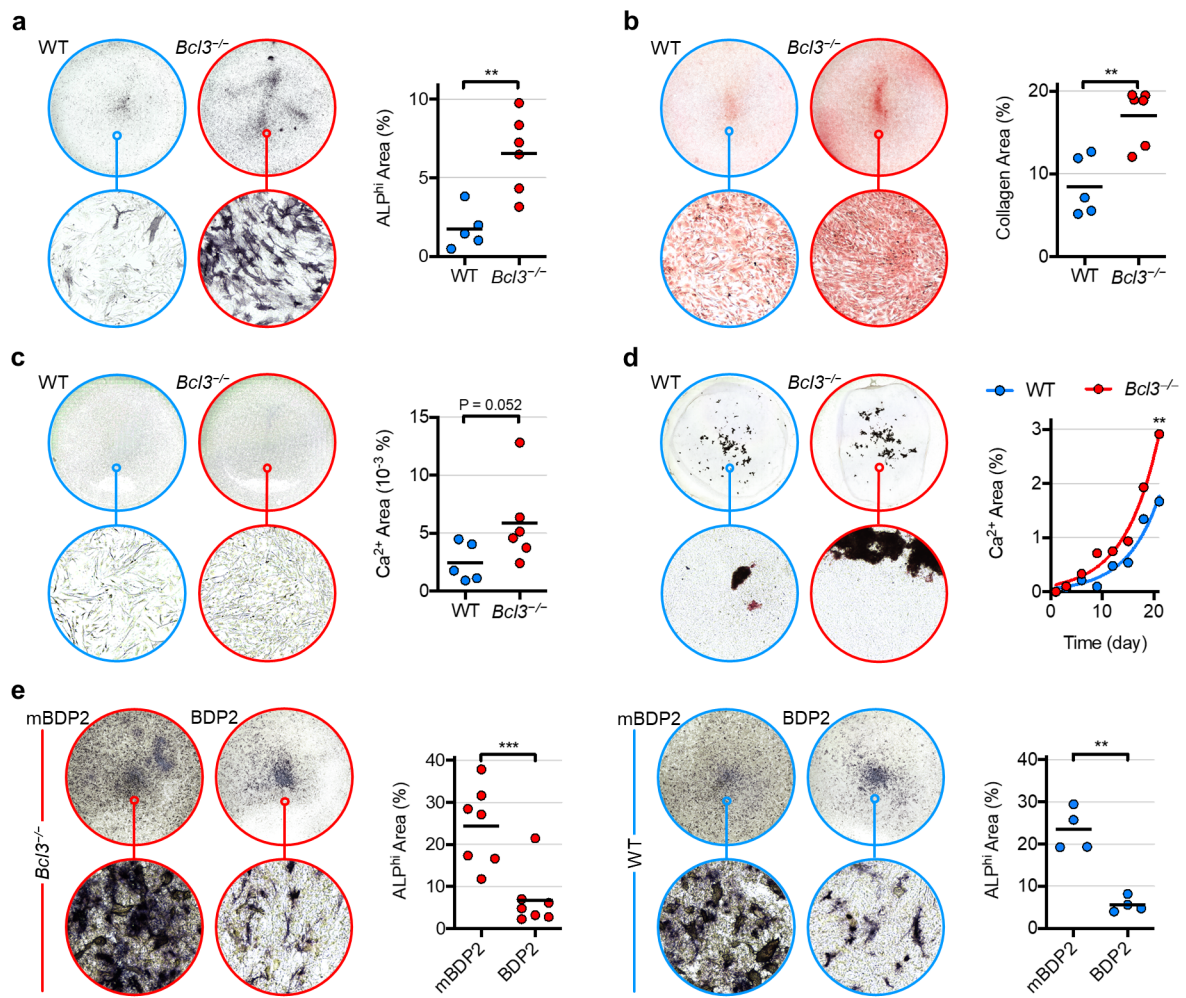 a
WT
Bcl3−/−
ALPhi Area (%)
**
10
5
0
WT
Bcl3−/−
b
WT
Bcl3−/−
Collagen Area (%)
**
20
10
0
WT
Bcl3−/−
c
WT
Bcl3−/−
Ca2+ Area (10-3 %)
P = 0.052
15
10
5
0
WT
Bcl3−/−
d
WT
Bcl3−/−
WT
Bcl3−/−
Ca2+ Area (%)
**
3
2
1
0
0
10
20
Time (day)
e
Bcl3−/−
mBDP2
BDP2
ALPhi Area (%)
***
40
30
20
10
0
mBDP2
BDP2
WT
mBDP2
BDP2
ALPhi Area (%)
**
40
30
20
10
0
mBDP2
BDP2